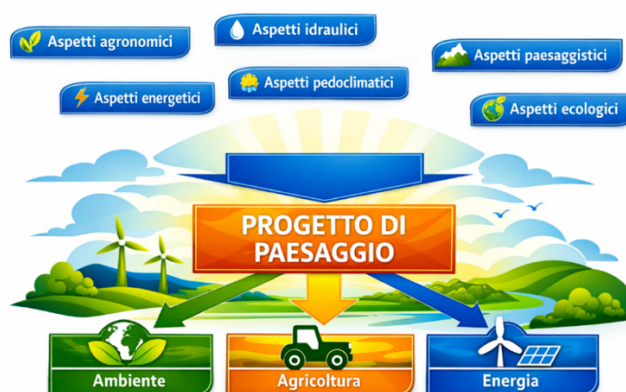 Aspetti agronomici
Aspetti idraulici
Aspetti paesaggistici
Aspetti energetici
Aspetti pedoclimatici
Aspetti ecologici
PROGETTO DI
PAESAGGIO
Ambiente
Agricoltura
Energia